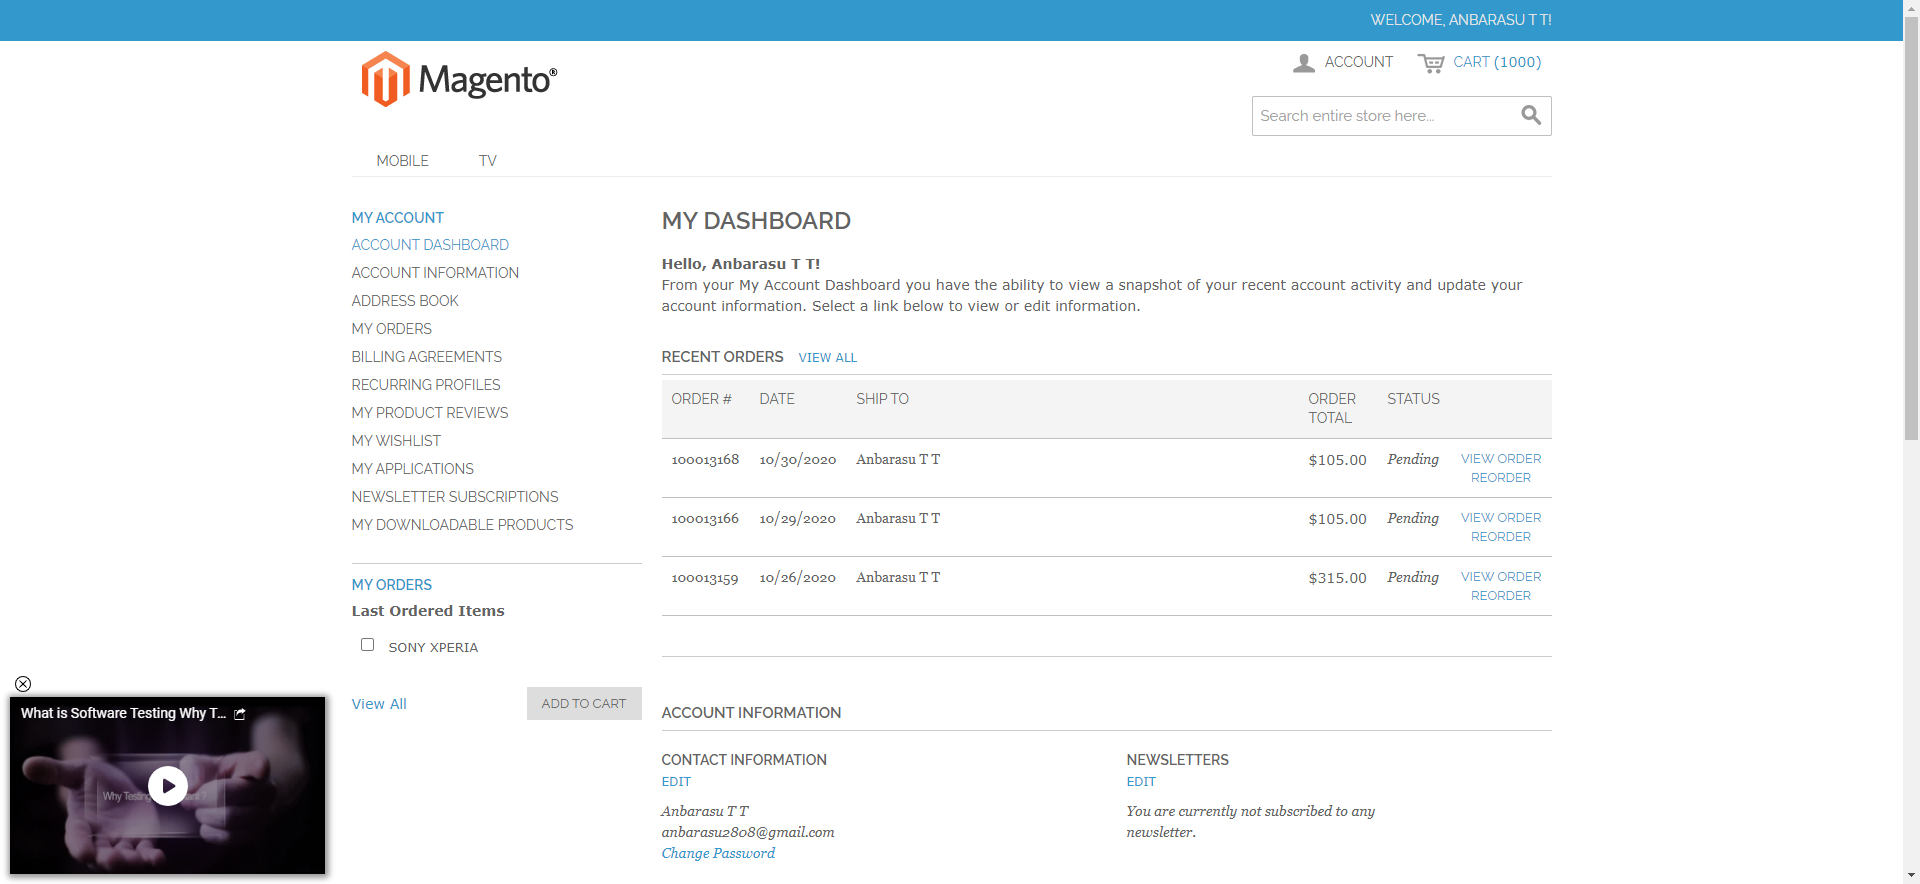 WELCOME, ANBARASU T T!
Magento®
ACCOUNT
CART (1000)
Search entire store here...
MOBILE
TV
MY ACCOUNT
ACCOUNT DASHBOARD
ACCOUNT INFORMATION
ADDRESS BOOK
MY ORDERS
BILLING AGREEMENTS
RECURRING PROFILES
MY PRODUCT REVIEWS
MY WISHLIST
MY APPLICATIONS
NEWSLETTER SUBSCRIPTIONS
MY DOWNLOADABLE PRODUCTS
MY ORDERS
Last Ordered Items
SONY XPERIA
View All
ADD TO CART
What is Software Testing Why T...
MY DASHBOARD
Hello, Anbarasu T T!
From your My Account Dashboard you have the ability to view a snapshot of your recent account activity and update your
account information. Select a link below to view or edit information.
RECENT ORDERS VIEW ALL
ORDER # DATE SHIP TO ORDER TOTAL STATUS
100013168 10/30/2020 Anbarasu T T $105.00 Pending VIEW ORDER
REORDER
100013166 10/29/2020 Anbarasu T T $105.00 Pending VIEW ORDER
REORDER
100013159 10/26/2020 Anbarasu T T $315.00 Pending VIEW ORDER
REORDER
ACCOUNT INFORMATION
CONTACT INFORMATION
EDIT
Anbarasu T T
anbarasu2808@gmail.com
Change Password
NEWSLETTERS
EDIT
You are currently not subscribed to any
newsletter.